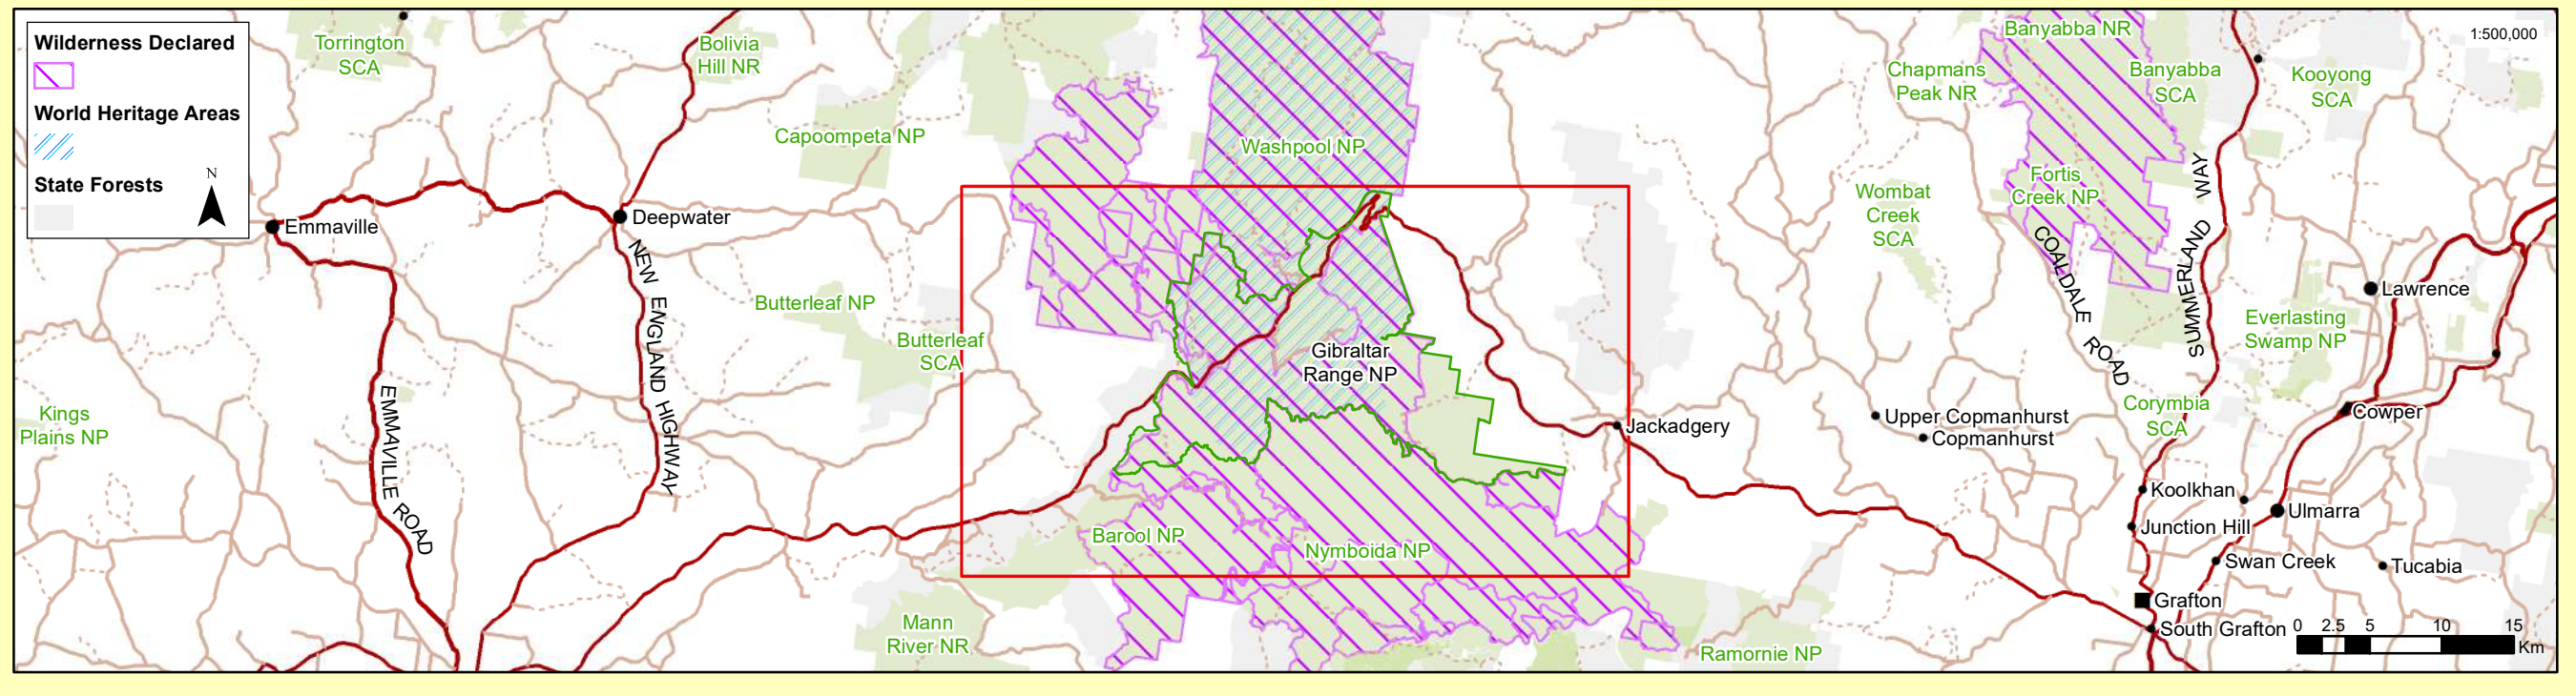 Wilderness Declared
World Heritage Areas
State Forests
N
1:500,000
Torrington
SCA
Bolivia
Hill NR
Capoompeta NP
Washpool NP
Banyabba NR
Chapmans
Peak NR
Banyabba
SCA
Kooyong
SCA
Emmaville
Deepwater
Wombat
Creek
SCA
Fortis
Creek NP
SUMMERLAND WAY
COALDALE ROAD
NEW ENGLAND HIGHWAY
EMMAVILLE ROAD
Butterleaf NP
Butterleaf
SCA
Gibraltar
Range NP
Lawrence
Everlasting
Swamp NP
Kings
Plains NP
Jackadgery
Upper Copmanhurst
Copmanhurst
Corymbia
SCA
Cowper
Koolkhan
Ulmarra
Junction Hill
Barool NP
Nymboida NP
Swan Creek
Tucabia
Grafton
South Grafton
Mann
River NR
Ramornie NP
0 2.5 5 10 15
Km